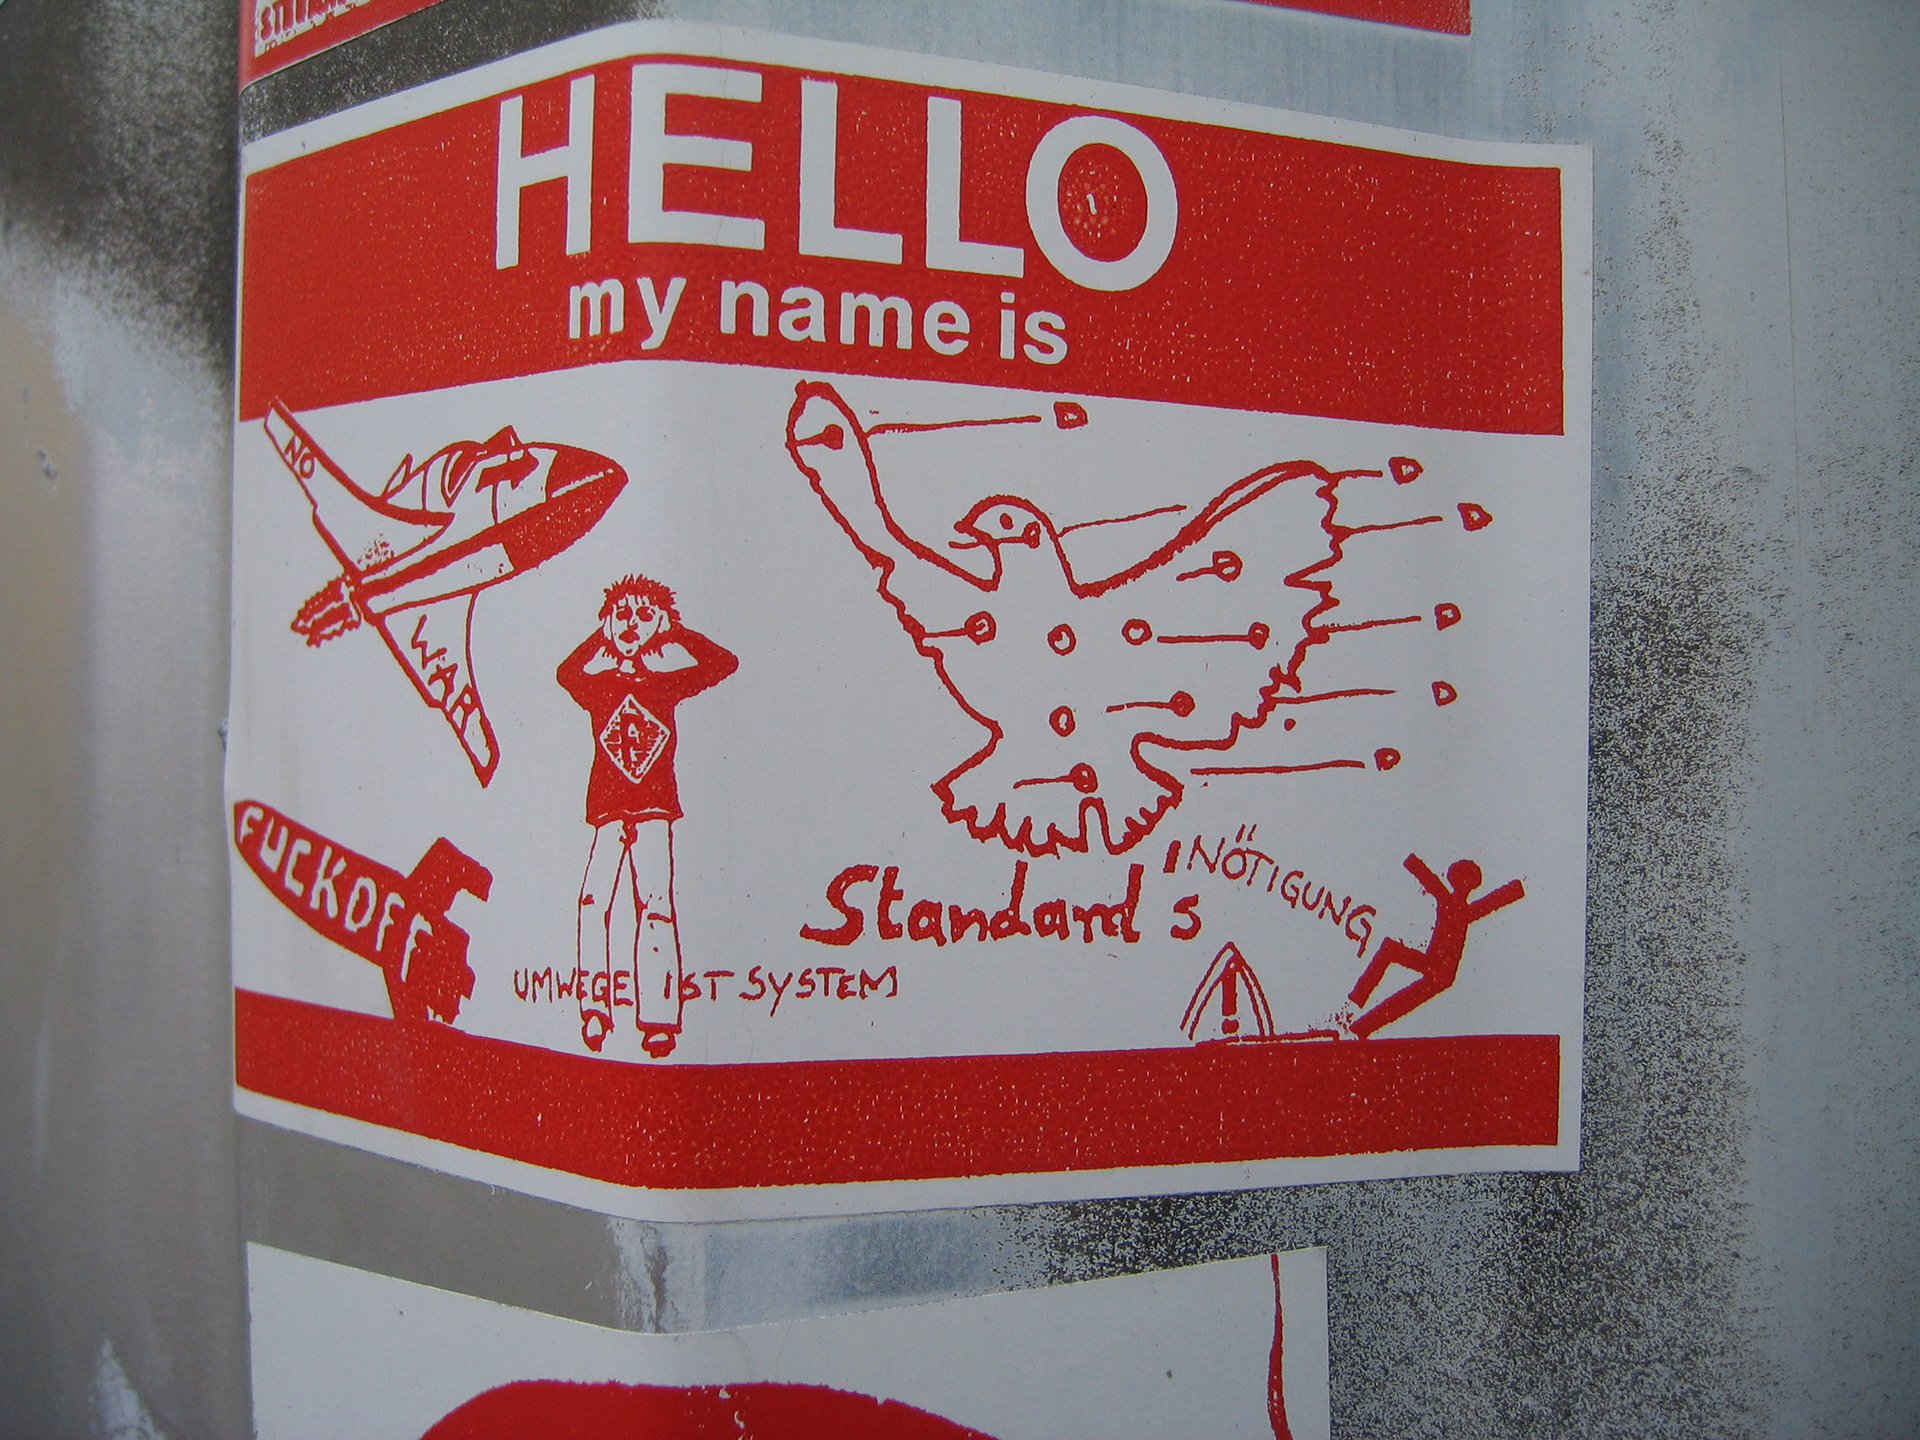 HELLO
my name is
NO
WAR
FUCKOFF
Standard s
NÖTIGUNG
UMWEGE IST SYSTEM
!